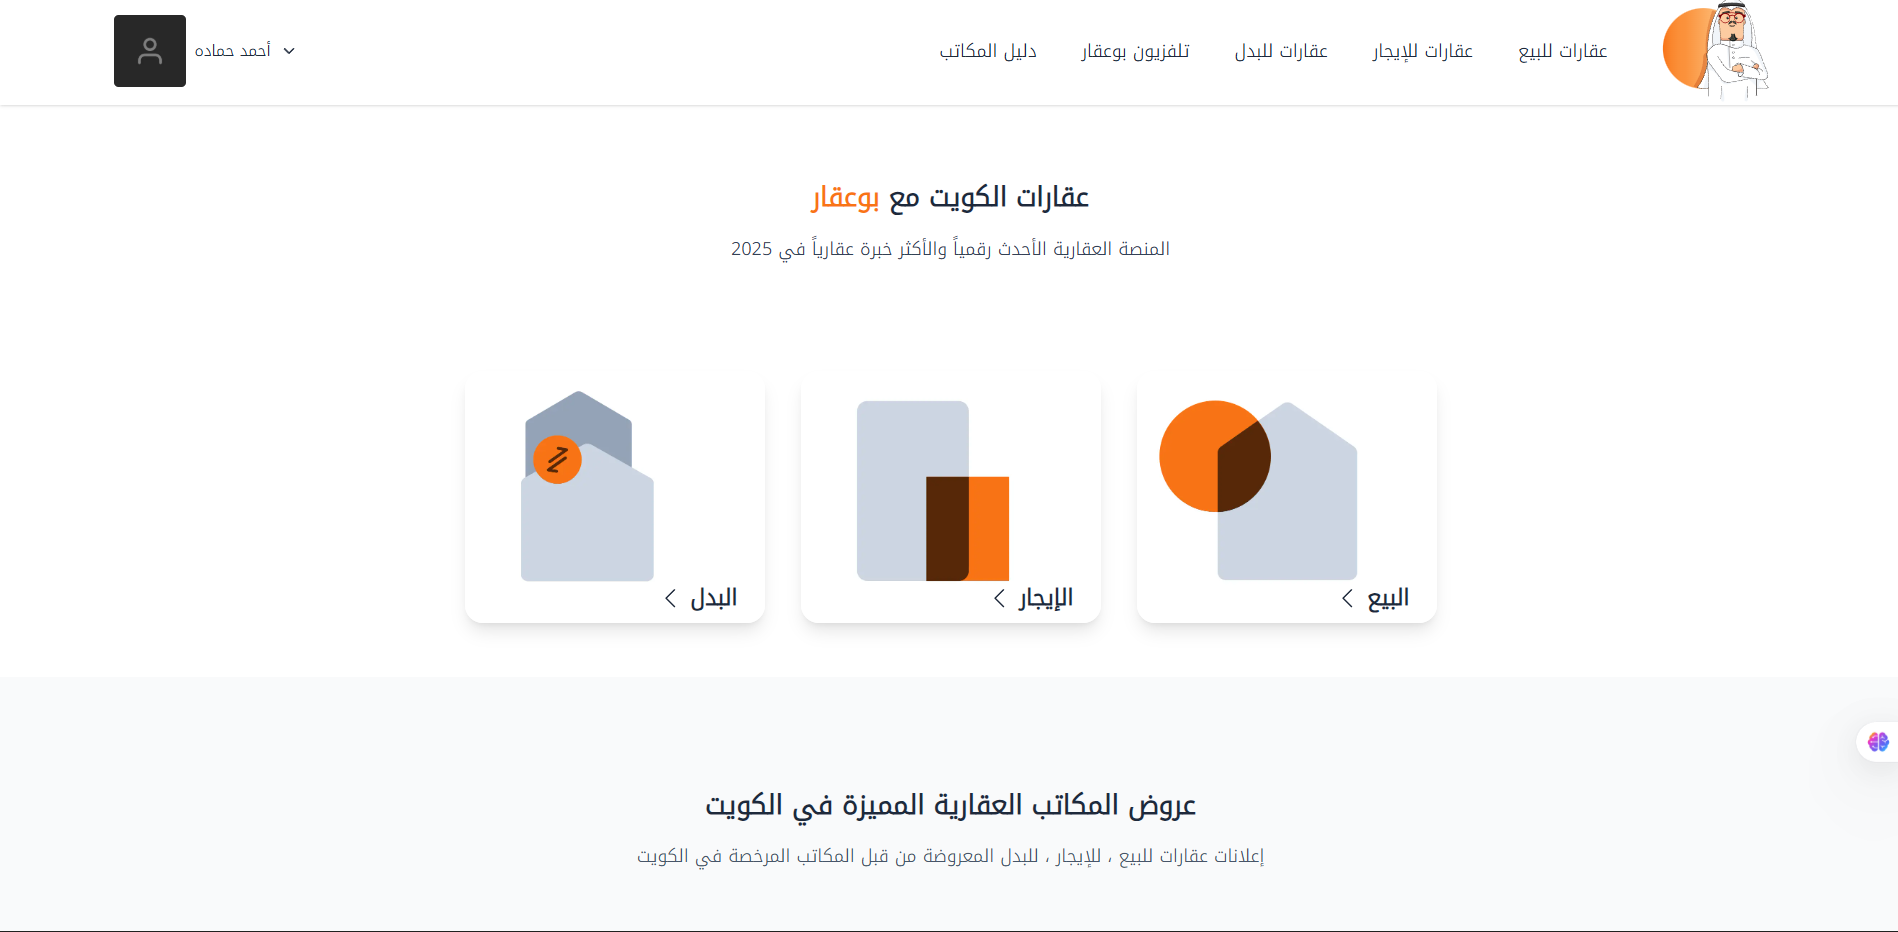 عقارات للبيع
عقارات للإيجار
عقارات للبدل
تلفزيون بوعقار
دليل المكاتب
أحمد حماده
عقارات الكويت مع بوعقار
المنصة العقارية الأحدث رقمياً والأكثر خبرة عقارياً في 2025
البيع
الإيجار
البدل
عروض المكاتب العقارية المميزة في الكويت
إعلانات عقارات للبيع ، للإيجار ، للبدل المعروضة من قبل المكاتب المرخصة في الكويت